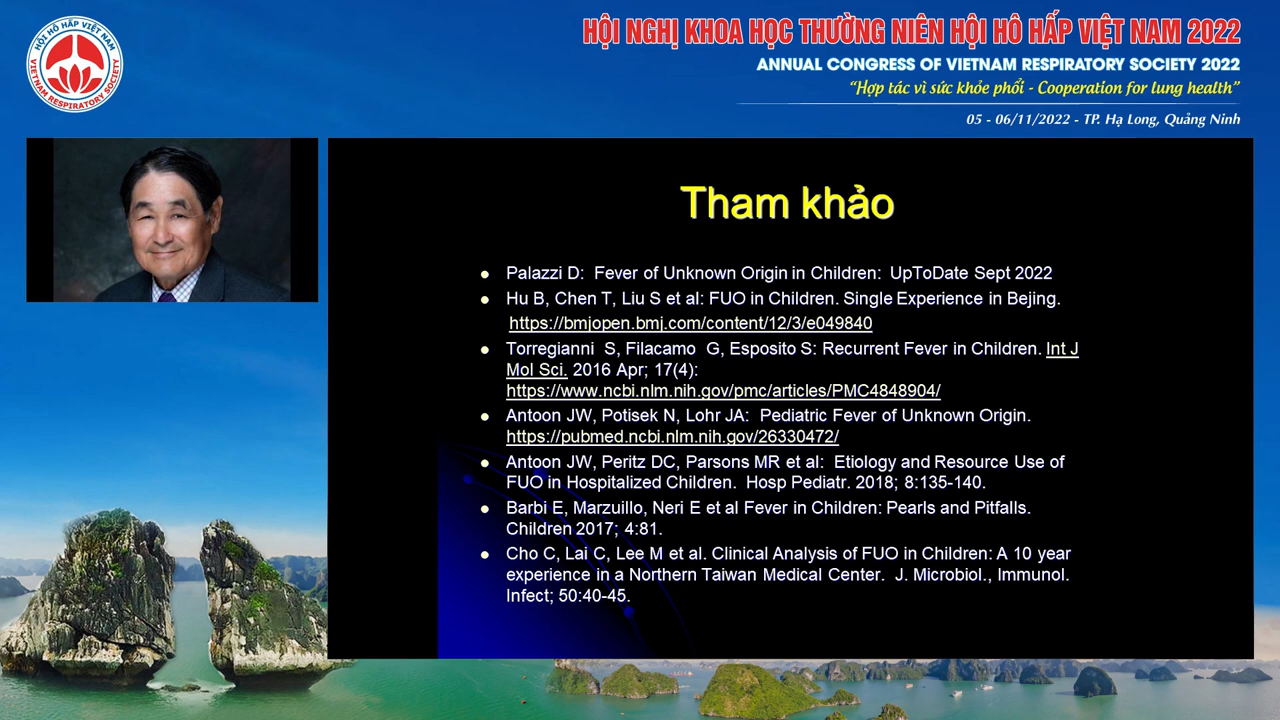 HỘI HÔ HẤP VIỆT NAM
VIETNAM RESPIRATORY SOCIETY
HỘI NGHỊ KHOA HỌC THƯỜNG NIÊN HỘI HÔ HẤP VIỆT NAM 2022
ANNUAL CONGRESS OF VIETNAM RESPIRATORY SOCIETY 2022
“Hợp tác vì sức khỏe phổi - Cooperation for lung health”
05 - 06/11/2022 - TP. Hạ Long, Quảng Ninh
Tham khảo
● Palazzi D: Fever of Unknown Origin in Children: UpToDate Sept 2022
● Hu B, Chen T, Liu S et al: FUO in Children. Single Experience in Bejing.
https://bmjopen.bmj.com/content/12/3/e049840
● Torregianni S, Filacamo G, Esposito S: Recurrent Fever in Children. Int J
Mol Sci. 2016 Apr; 17(4):
https://www.ncbi.nlm.nih.gov/pmc/articles/PMC4848904/
● Antoon JW, Potisek N, Lohr JA: Pediatric Fever of Unknown Origin.
https://pubmed.ncbi.nlm.nih.gov/26330472/
● Antoon JW, Peritz DC, Parsons MR et al: Etiology and Resource Use of
FUO in Hospitalized Children. Hosp Pediatr. 2018; 8:135-140.
● Barbi E, Marzuillo, Neri E et al Fever in Children: Pearls and Pitfalls.
Children 2017; 4:81.
● Cho C, Lai C, Lee M et al. Clinical Analysis of FUO in Children: A 10 year
experience in a Northern Taiwan Medical Center. J. Microbiol., Immunol.
Infect; 50:40-45.